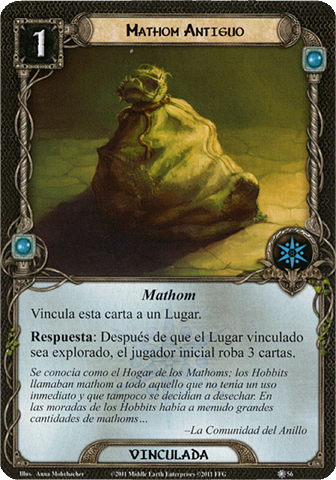 1
MATHOM ANTIGUO
Mathom
Vincula esta carta a un Lugar.
Respuesta: Después de que el Lugar vinculado
sea explorado, el jugador inicial roba 3 cartas.
Se conocía como el Hogar de los Mathoms; los Hobbits
llamaban mathom a todo aquello que no tenía un uso
inmediato y que tampoco se decidían a desechar. En
las moradas de los Hobbits había a menudo grandes
cantidades de mathoms…
–La Comunidad del Anillo
VINCULADA
Illus. Anna Mohrbacher
©2011 Middle Earth Enterprises ©2011 FFG
56